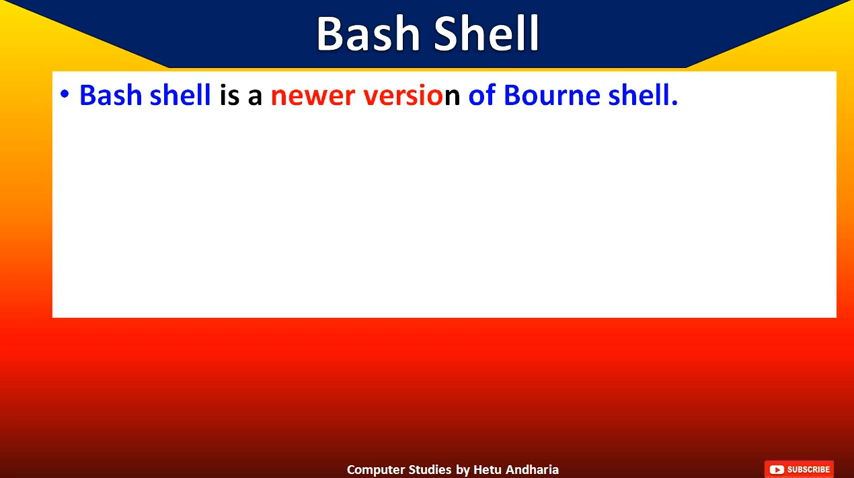 Bash Shell
• Bash shell is a newer version of Bourne shell.
Computer Studies by Hetu Andharia
SUBSCRIBE